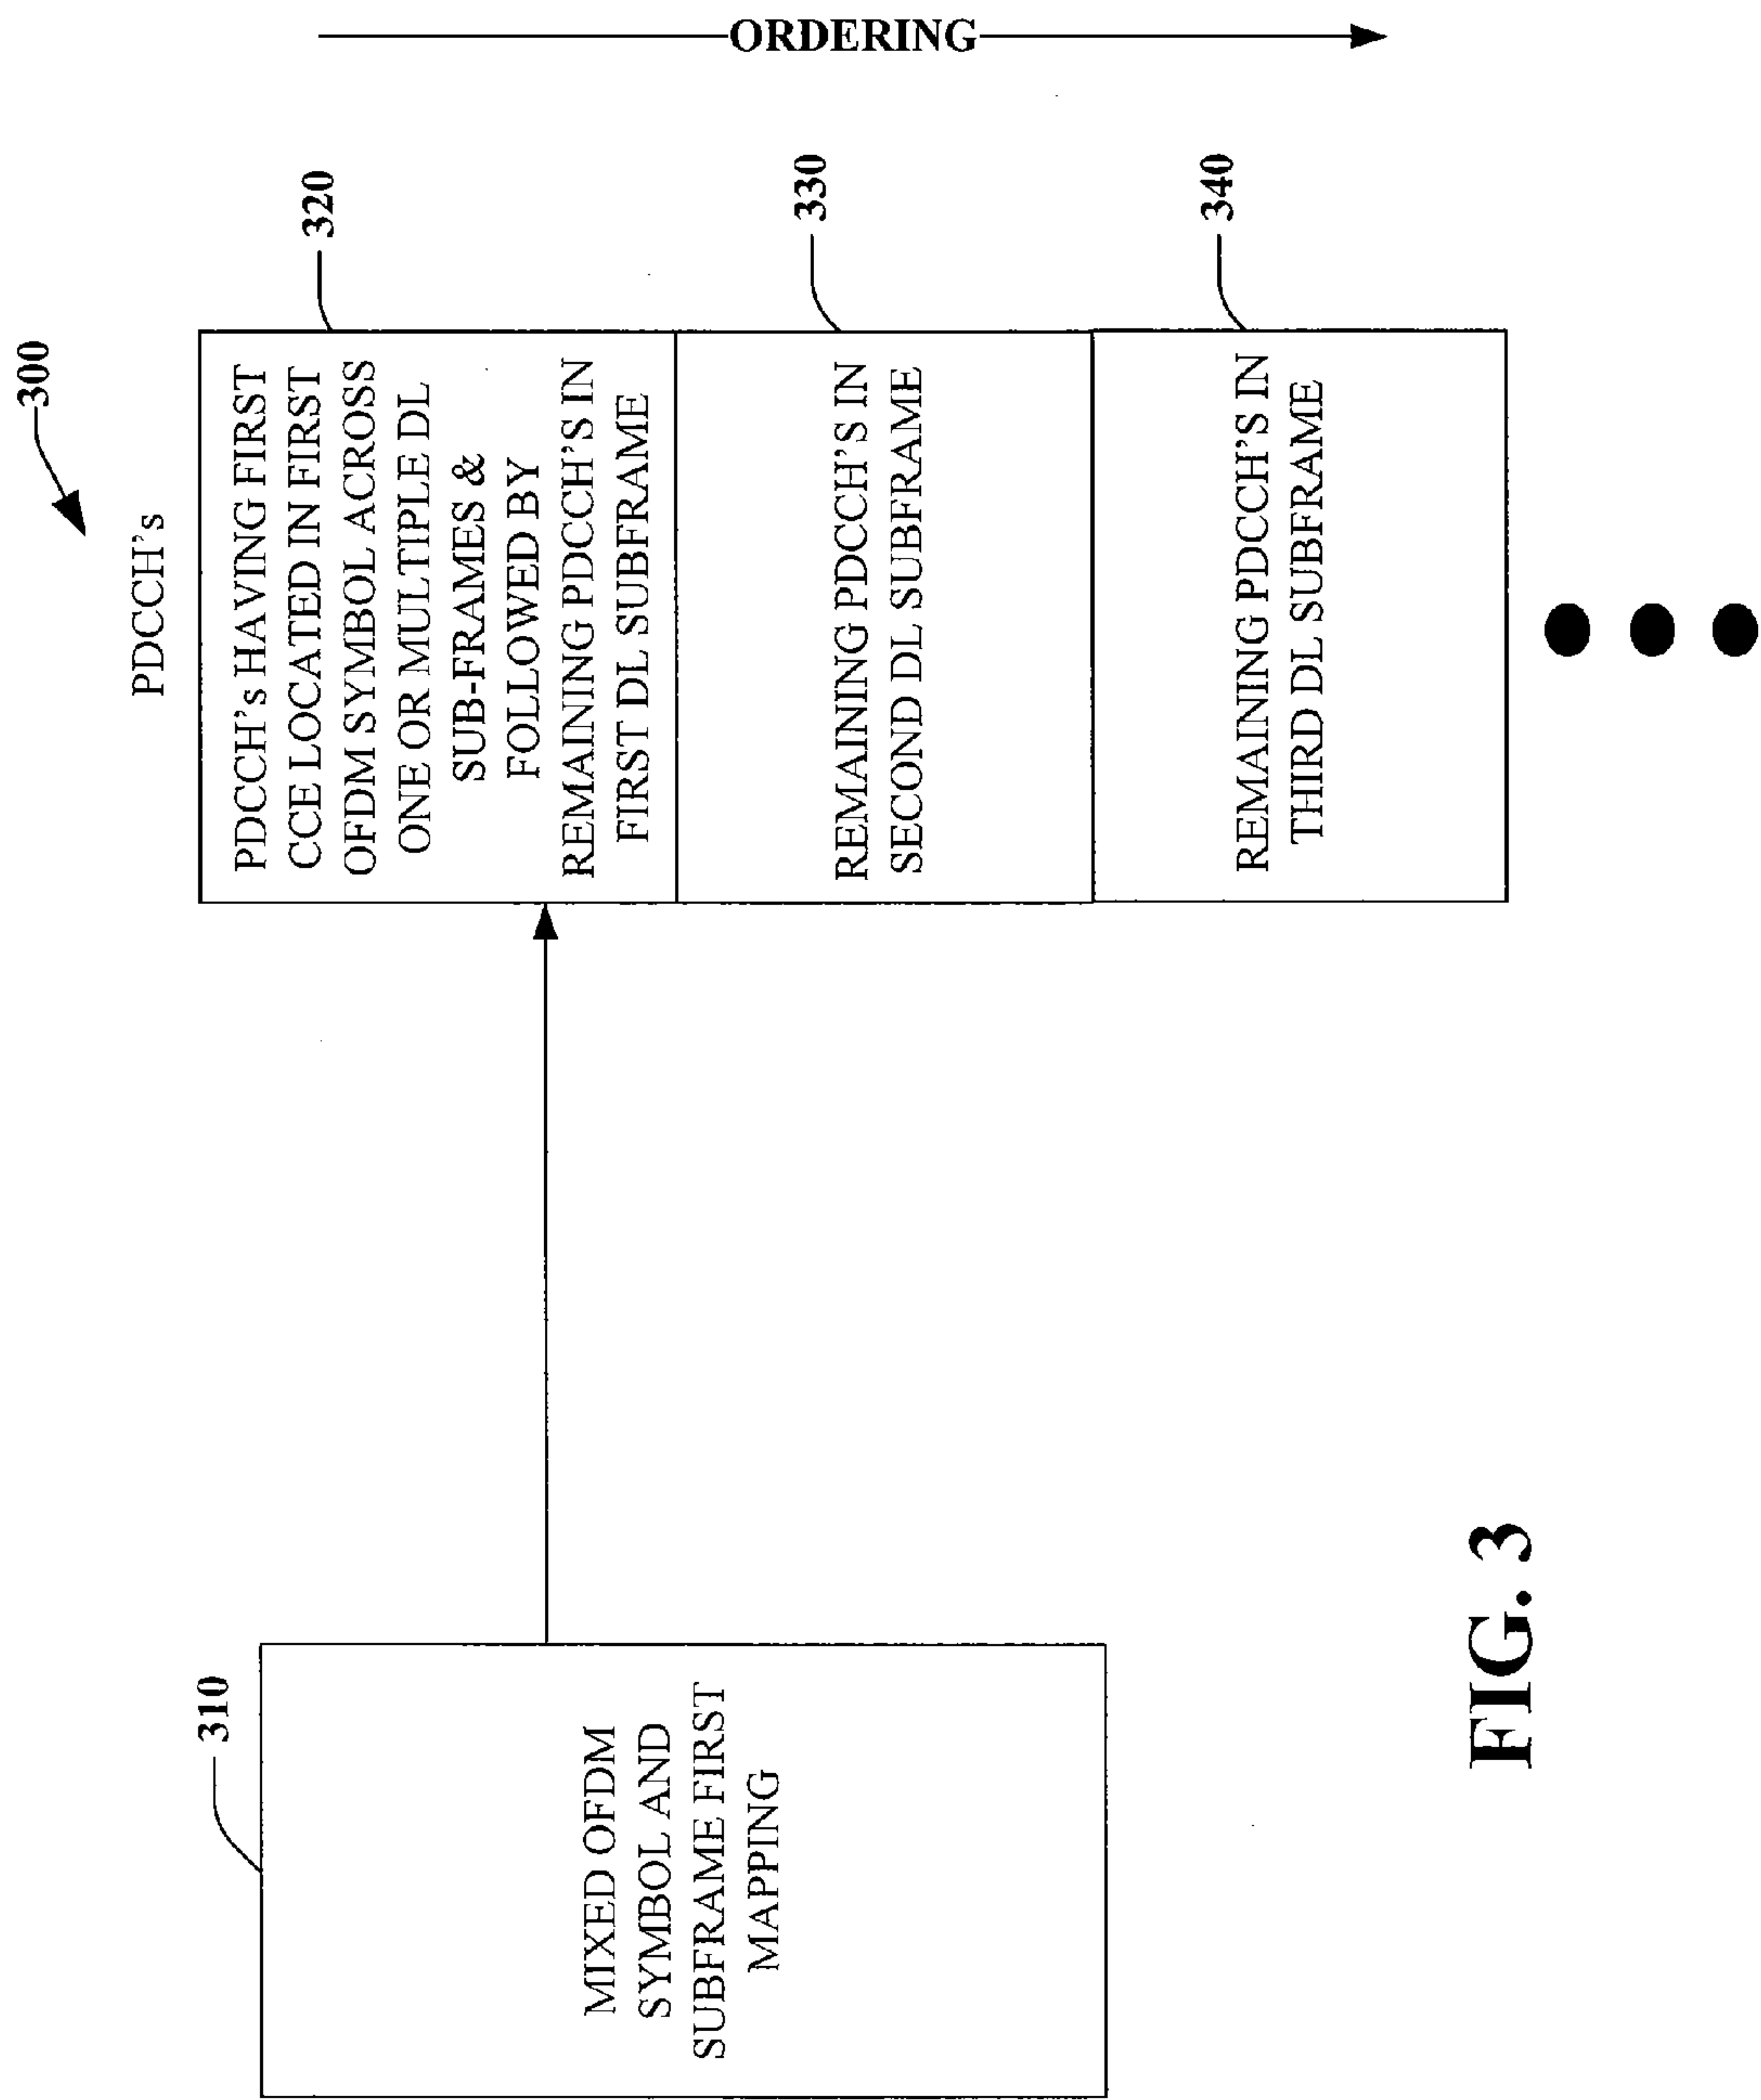 300
PDCCH's
310
MIXED OFDM
SYMBOL AND
SUBFRAME FIRST
MAPPING
PDCCH's HAVING FIRST
CCE LOCATED IN FIRST
OFDM SYMBOL ACROSS
ONE OR MULTIPLE DL
SUB-FRAMES &
FOLLOWED BY
REMAINING PDCCH'S IN
FIRST DL SUBFRAME
320
REMAINING PDCCH'S IN
SECOND DL SUBFRAME
330
REMAINING PDCCH'S IN
THIRD DL SUBFRAME
340
ORDERING
FIG. 3